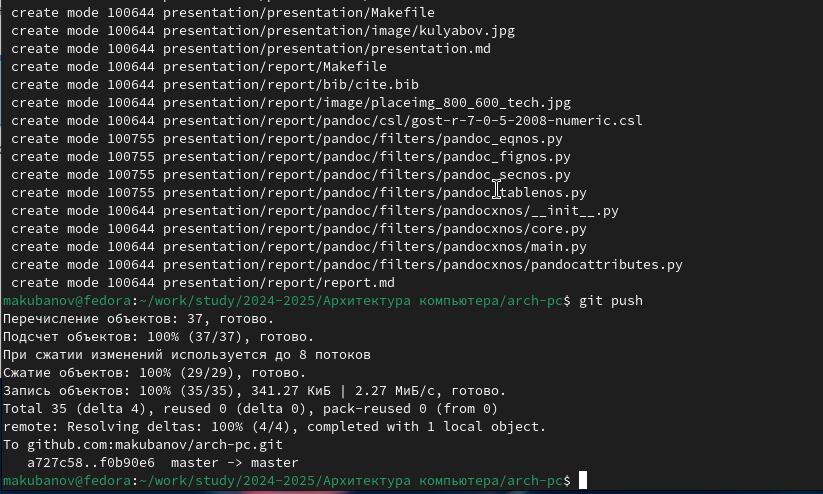 create mode 100644 presentation/presentation/Makefile
create mode 100644 presentation/presentation/image/kulyabov.jpg
create mode 100644 presentation/presentation/presentation.md
create mode 100644 presentation/report/Makefile
create mode 100644 presentation/report/bib/cite.bib
create mode 100644 presentation/report/image/placeimg_800_600_tech.jpg
create mode 100644 presentation/report/pandoc/csl/gost-r-7-0-5-2008-numeric.csl
create mode 100755 presentation/report/pandoc/filters/pandoc_eqnos.py
create mode 100755 presentation/report/pandoc/filters/pandoc_fignos.py
create mode 100755 presentation/report/pandoc/filters/pandoc_secnos.py
create mode 100755 presentation/report/pandoc/filters/pandoc_tablenos.py
create mode 100644 presentation/report/pandoc/filters/pandocxnos/__init__.py
create mode 100644 presentation/report/pandoc/filters/pandocxnos/core.py
create mode 100644 presentation/report/pandoc/filters/pandocxnos/main.py
create mode 100644 presentation/report/pandoc/filters/pandocxnos/pandocattributes.py
create mode 100644 presentation/report/report.md
makubanov@fedora:~/work/study/2024-2025/Архитектура компьютера/arch-pc$ git push
Перечисление объектов: 37, готово.
Подсчет объектов: 100% (37/37), готово.
При сжатии изменений используется до 8 потоков
Сжатие объектов: 100% (29/29), готово.
Запись объектов: 100% (35/35), 341.27 КиБ | 2.27 МиБ/с, готово.
Total 35 (delta 4), reused 0 (delta 0), pack-reused 0 (from 0)
remote: Resolving deltas: 100% (4/4), completed with 1 local object.
To github.com:makubanov/arch-pc.git
a727c58..f0b90e6  master -> master
makubanov@fedora:~/work/study/2024-2025/Архитектура компьютера/arch-pc$